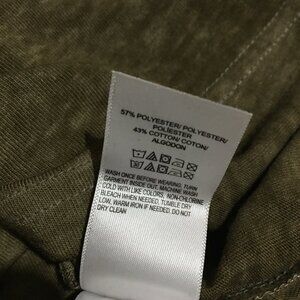 57% POLYESTER/ POLYESTER/
POLIESTER
43% COTTON/ COTON/
ALGODON
WASH ONCE BEFORE WEARING. TURN
GARMENT INSIDE OUT. MACHINE WASH
COLD WITH LIKE COLORS. NON-CHLORINE
BLEACH WHEN NEEDED. TUMBLE DRY
LOW. WARM IRON IF NEEDED. DO NOT
DRY CLEAN